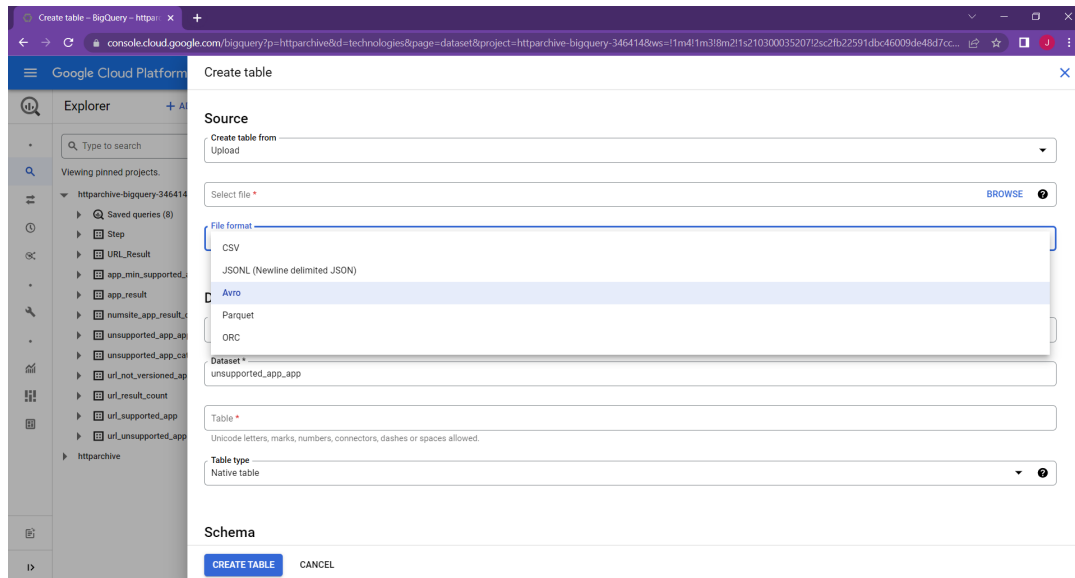 Create table – BigQuery – httparc
console.cloud.google.com/bigquery?p=httparchive&d=technologies&page=dataset&project=httparchive-bigquery-346414&ws=!1m4!1m3!8m2!1s210300035207!2sc2fb22591dbc46009de48d7cc...
J
Google Cloud Platform
Create table
Explorer
+ A
Type to search
Viewing pinned projects.
httparchive-bigquery-346414
Saved queries (8)
Step
URL_Result
app_min_supported_
app_result
numsite_app_result_
unsupported_app_ap
unsupported_app_ca
url_not_versioned_ap
url_result_count
url_supported_app
url_unsupported_app
httparchive
Source
Create table from
Upload
Select file *
BROWSE
File format
CSV
JSONL (Newline delimited JSON)
Avro
Parquet
ORC
D
Dataset *
unsupported_app_app
Table *
Unicode letters, marks, numbers, connectors, dashes or spaces allowed.
Table type
Native table
Schema
CREATE TABLE
CANCEL